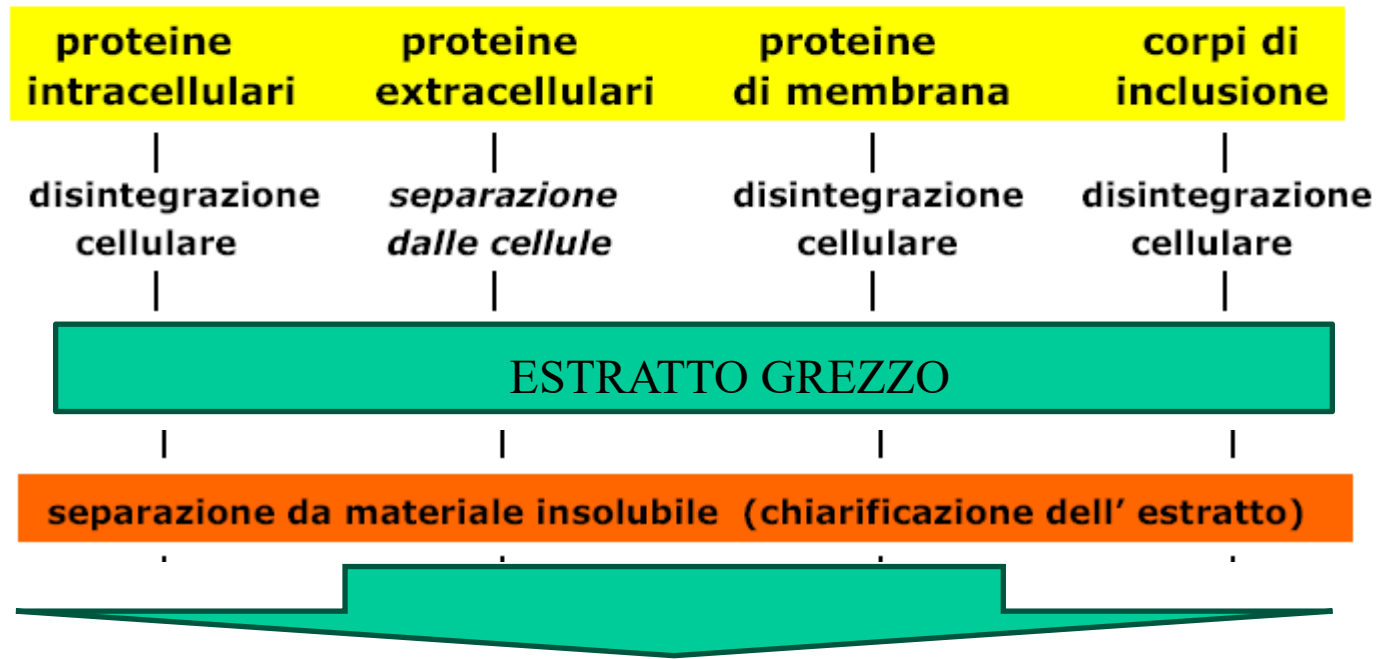 proteine intracellulari
proteine extracellulari
proteine di membrana
corpi di inclusione
disintegrazione cellulare
separazione dalle cellule
disintegrazione cellulare
disintegrazione cellulare
ESTRATTO GREZZO
separazione da materiale insolubile (chiarificazione dell' estratto)